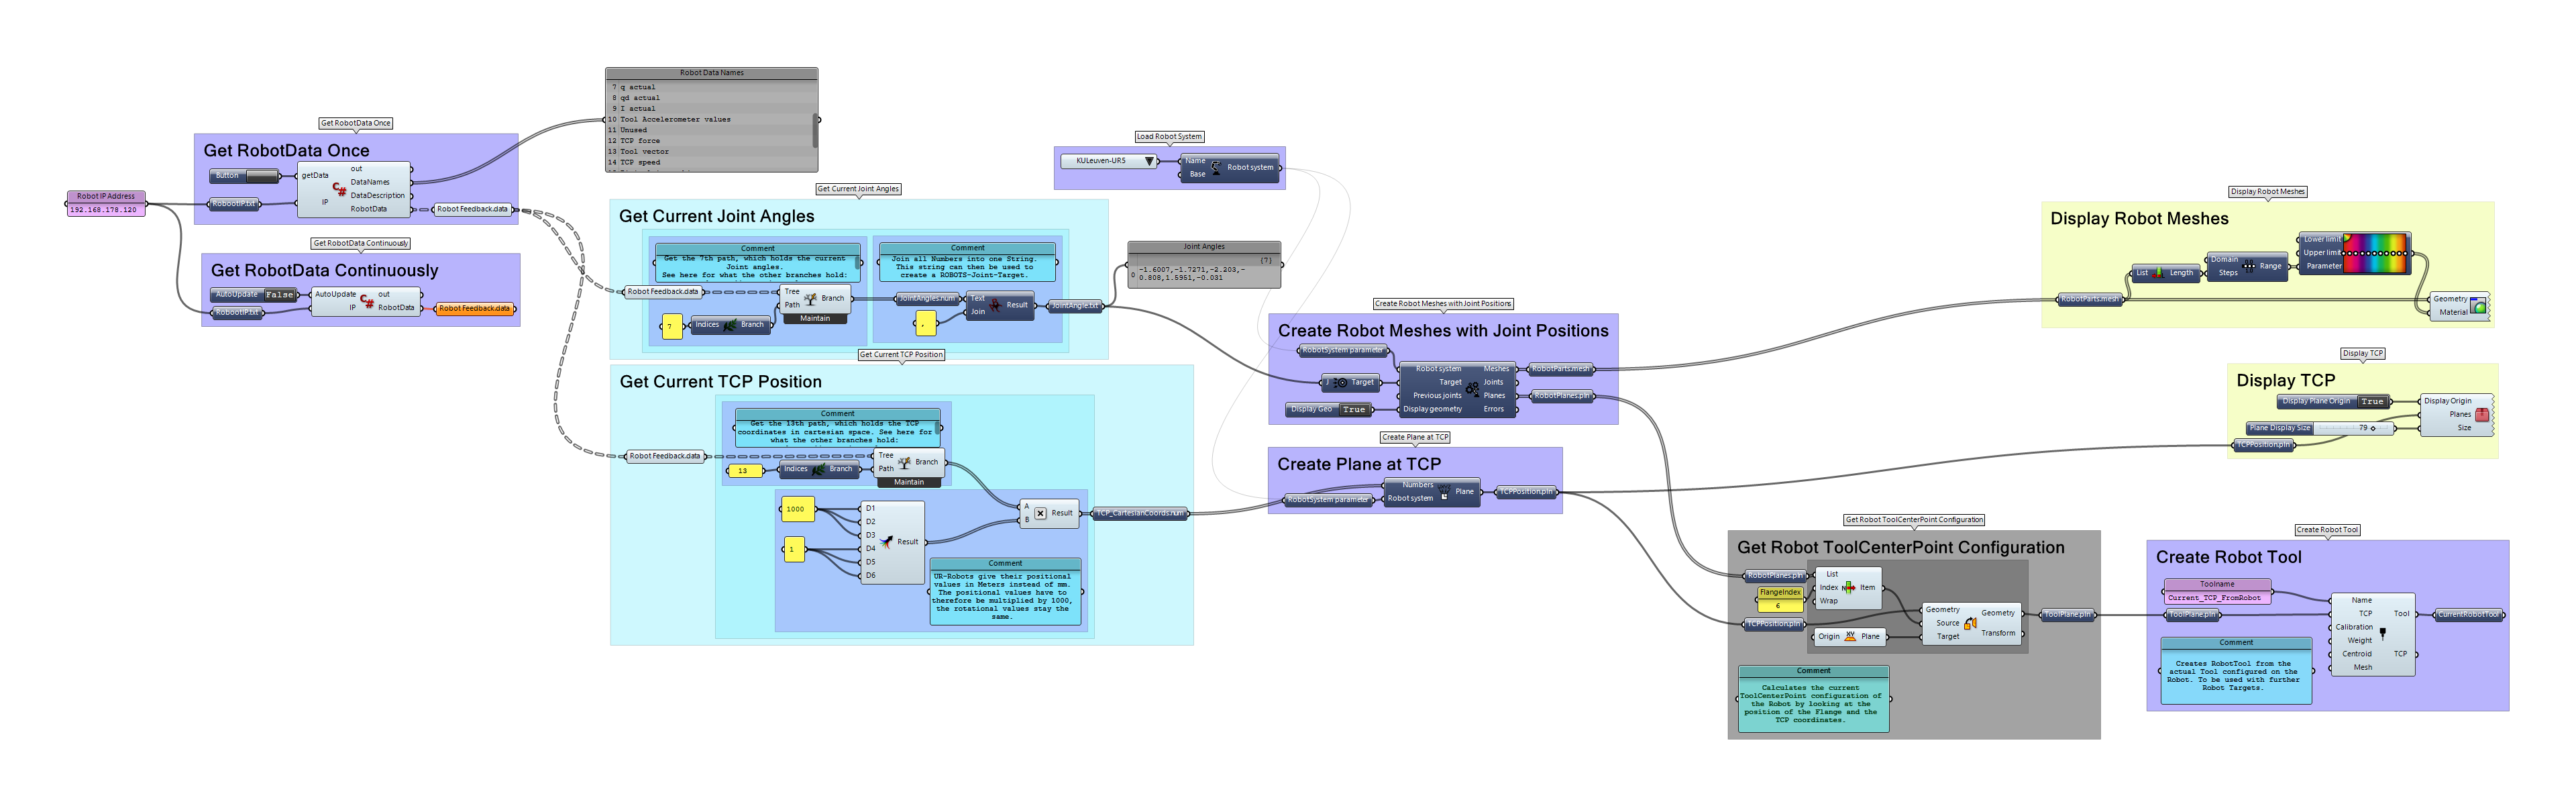 Robot IP Address
192.168.178.120
Get RobotData Once
Get RobotData Once
Button
RobootIP.txt
getData
IP
out
DataNames
DataDescription
RobotData
Robot Feedback.data
Get RobotData Continuously
Get RobotData Continuously
AutoUpdate False
RobootIP.txt
AutoUpdate
IP
out
RobotData
Robot Feedback.data
Robot Data Names
7 q actual
8 qd actual
9 I actual
10 Tool Accelerometer values
11 Unused
12 TCP force
13 Tool vector
14 TCP speed
Get Current Joint Angles
Get Current Joint Angles
Comment
Get the 7th path, which holds the current
Joint angles.
See here for what the other branches hold:
Robot Feedback.data
Tree
Path
Branch
Maintain
7
Indices
Branch
Comment
Join all Numbers into one String.
This string can then be used to
create a ROBOTS-Joint-Target.
JointAngles.num
,
Text
Join
Result
JointAngle.txt
Joint Angles
{7}
0 -1.6007,-1.7271,-2.203,-
0.808,1.5951,-0.031
Get Current TCP Position
Get Current TCP Position
Comment
Get the 13th path, which holds the TCP
coordinates in cartesian space. See here for
what the other branches hold:
Robot Feedback.data
Tree
Path
Branch
Maintain
13
Indices
Branch
1000
1
D1
D2
D3
D4
D5
D6
Result
A
B
Result
TCP_CartesianCoords.num
Comment
UR-Robots give their positional
values in Meters instead of mm.
The positional values have to
therefore be multiplied by 1000,
the rotational values stay the
same.
Load Robot System
KULeuven-UR5
Name
Base
Robot system
Create Robot Meshes with Joint Positions
Create Robot Meshes with Joint Positions
RobotSystem parameter
J
Target
Display Geo True
Robot system
Target
Previous joints
Display geometry
Meshes
Joints
Planes
Errors
RobotParts.mesh
RobotPlanes.pln
Create Plane at TCP
Create Plane at TCP
RobotSystem parameter
Numbers
Robot system
Plane
TCPPosition.pln
Get Robot ToolCenterPoint Configuration
Get Robot ToolCenterPoint Configuration
RobotPlanes.pln
FlangeIndex
6
TCPPosition.pln
List
Index
Wrap
Item
Origin
Plane
Geometry
Source
Target
Geometry
Transform
ToolPlane.pln
Comment
Calculates the current
ToolCenterPoint configuration of
the Robot by looking at the
position of the Flange and the
TCP coordinates.
Display Robot Meshes
Display Robot Meshes
RobotParts.mesh
List
Length
Domain
Steps
Range
Lower limit
Upper limit
Parameter
Geometry
Material
Display TCP
Display TCP
Display Plane Origin True
Plane Display Size 79
TCPPosition.pln
Display Origin
Planes
Size
Create Robot Tool
Create Robot Tool
Toolname
Current_TCP_FromRobot
ToolPlane.pln
Name
TCP
Calibration
Weight
Centroid
Mesh
Tool
TCP
CurrentRobotTool
Comment
Creates RobotTool from the
actual Tool configured on the
Robot. To be used with further
Robot Targets.